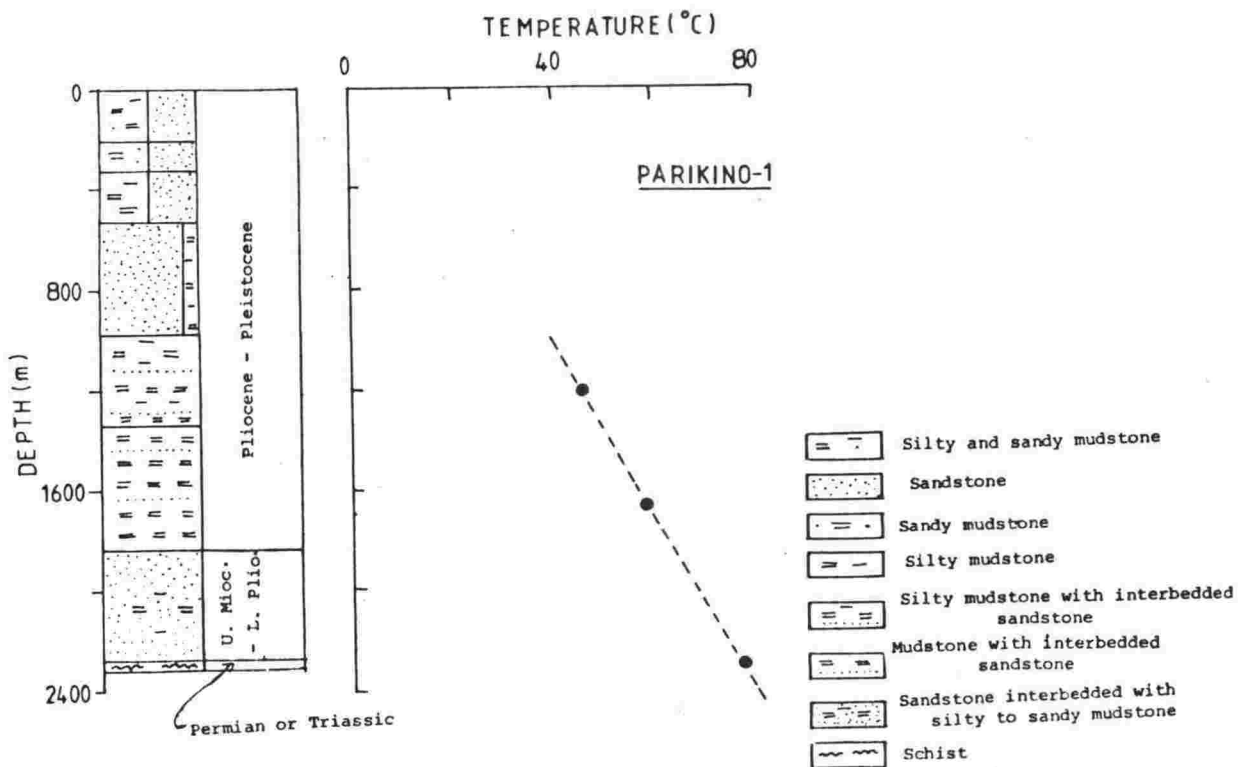 TEMPERATURE (°C)
0
40
80
0
800
1600
2400
DEPTH (m)
PARIKINO-1
Pliocene - Pleistocene
U. Mioc.
- L. Plio.
Permian or Triassic
Silty and sandy mudstone
Sandstone
Sandy mudstone
Silty mudstone
Silty mudstone with interbedded
sandstone
Mudstone with interbedded
sandstone
Sandstone interbedded with
silty to sandy mudstone
Schist